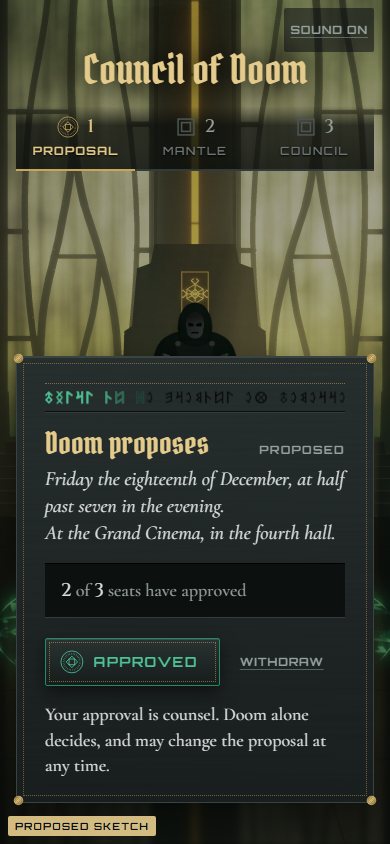 SOUND ON
Council of Doom
1
PROPOSAL
2
MANTLE
3
COUNCIL
Doom proposes
PROPOSED
Friday the eighteenth of December, at half
past seven in the evening.
At the Grand Cinema, in the fourth hall.
2 of 3 seats have approved
APPROVED
WITHDRAW
Your approval is counsel. Doom alone
decides, and may change the proposal at
any time.
PROPOSED SKETCH